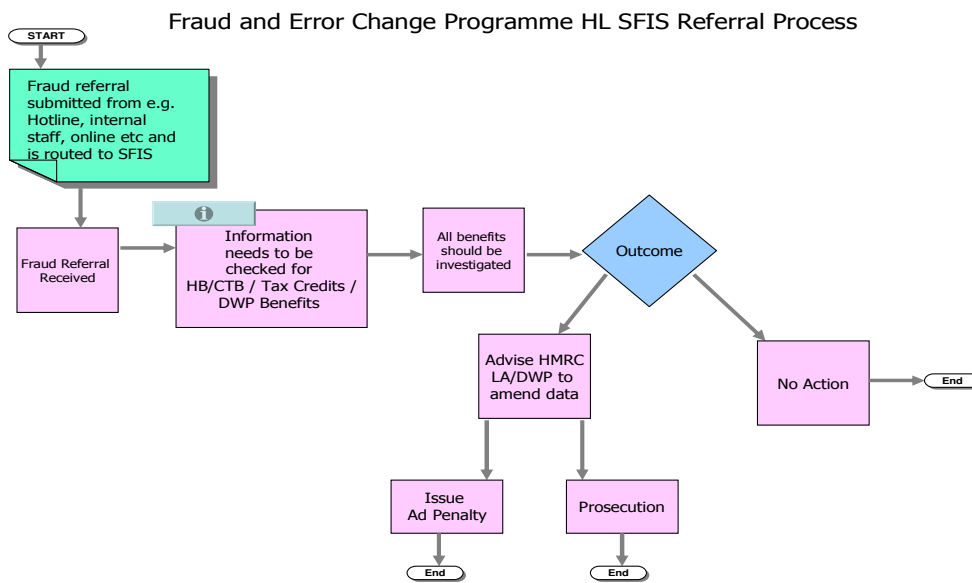 Fraud and Error Change Programme HL SFIS Referral Process
START
Fraud referral
submitted from e.g.
Hotline, internal
staff, online etc and
is routed to SFIS
Fraud Referral
Received
i
Information
needs to be
checked for
HB/CTB / Tax Credits /
DWP Benefits
All benefits
should be
investigated
Outcome
Advise HMRC
LA/DWP to
amend data
No Action
End
Issue
Ad Penalty
Prosecution
End
End